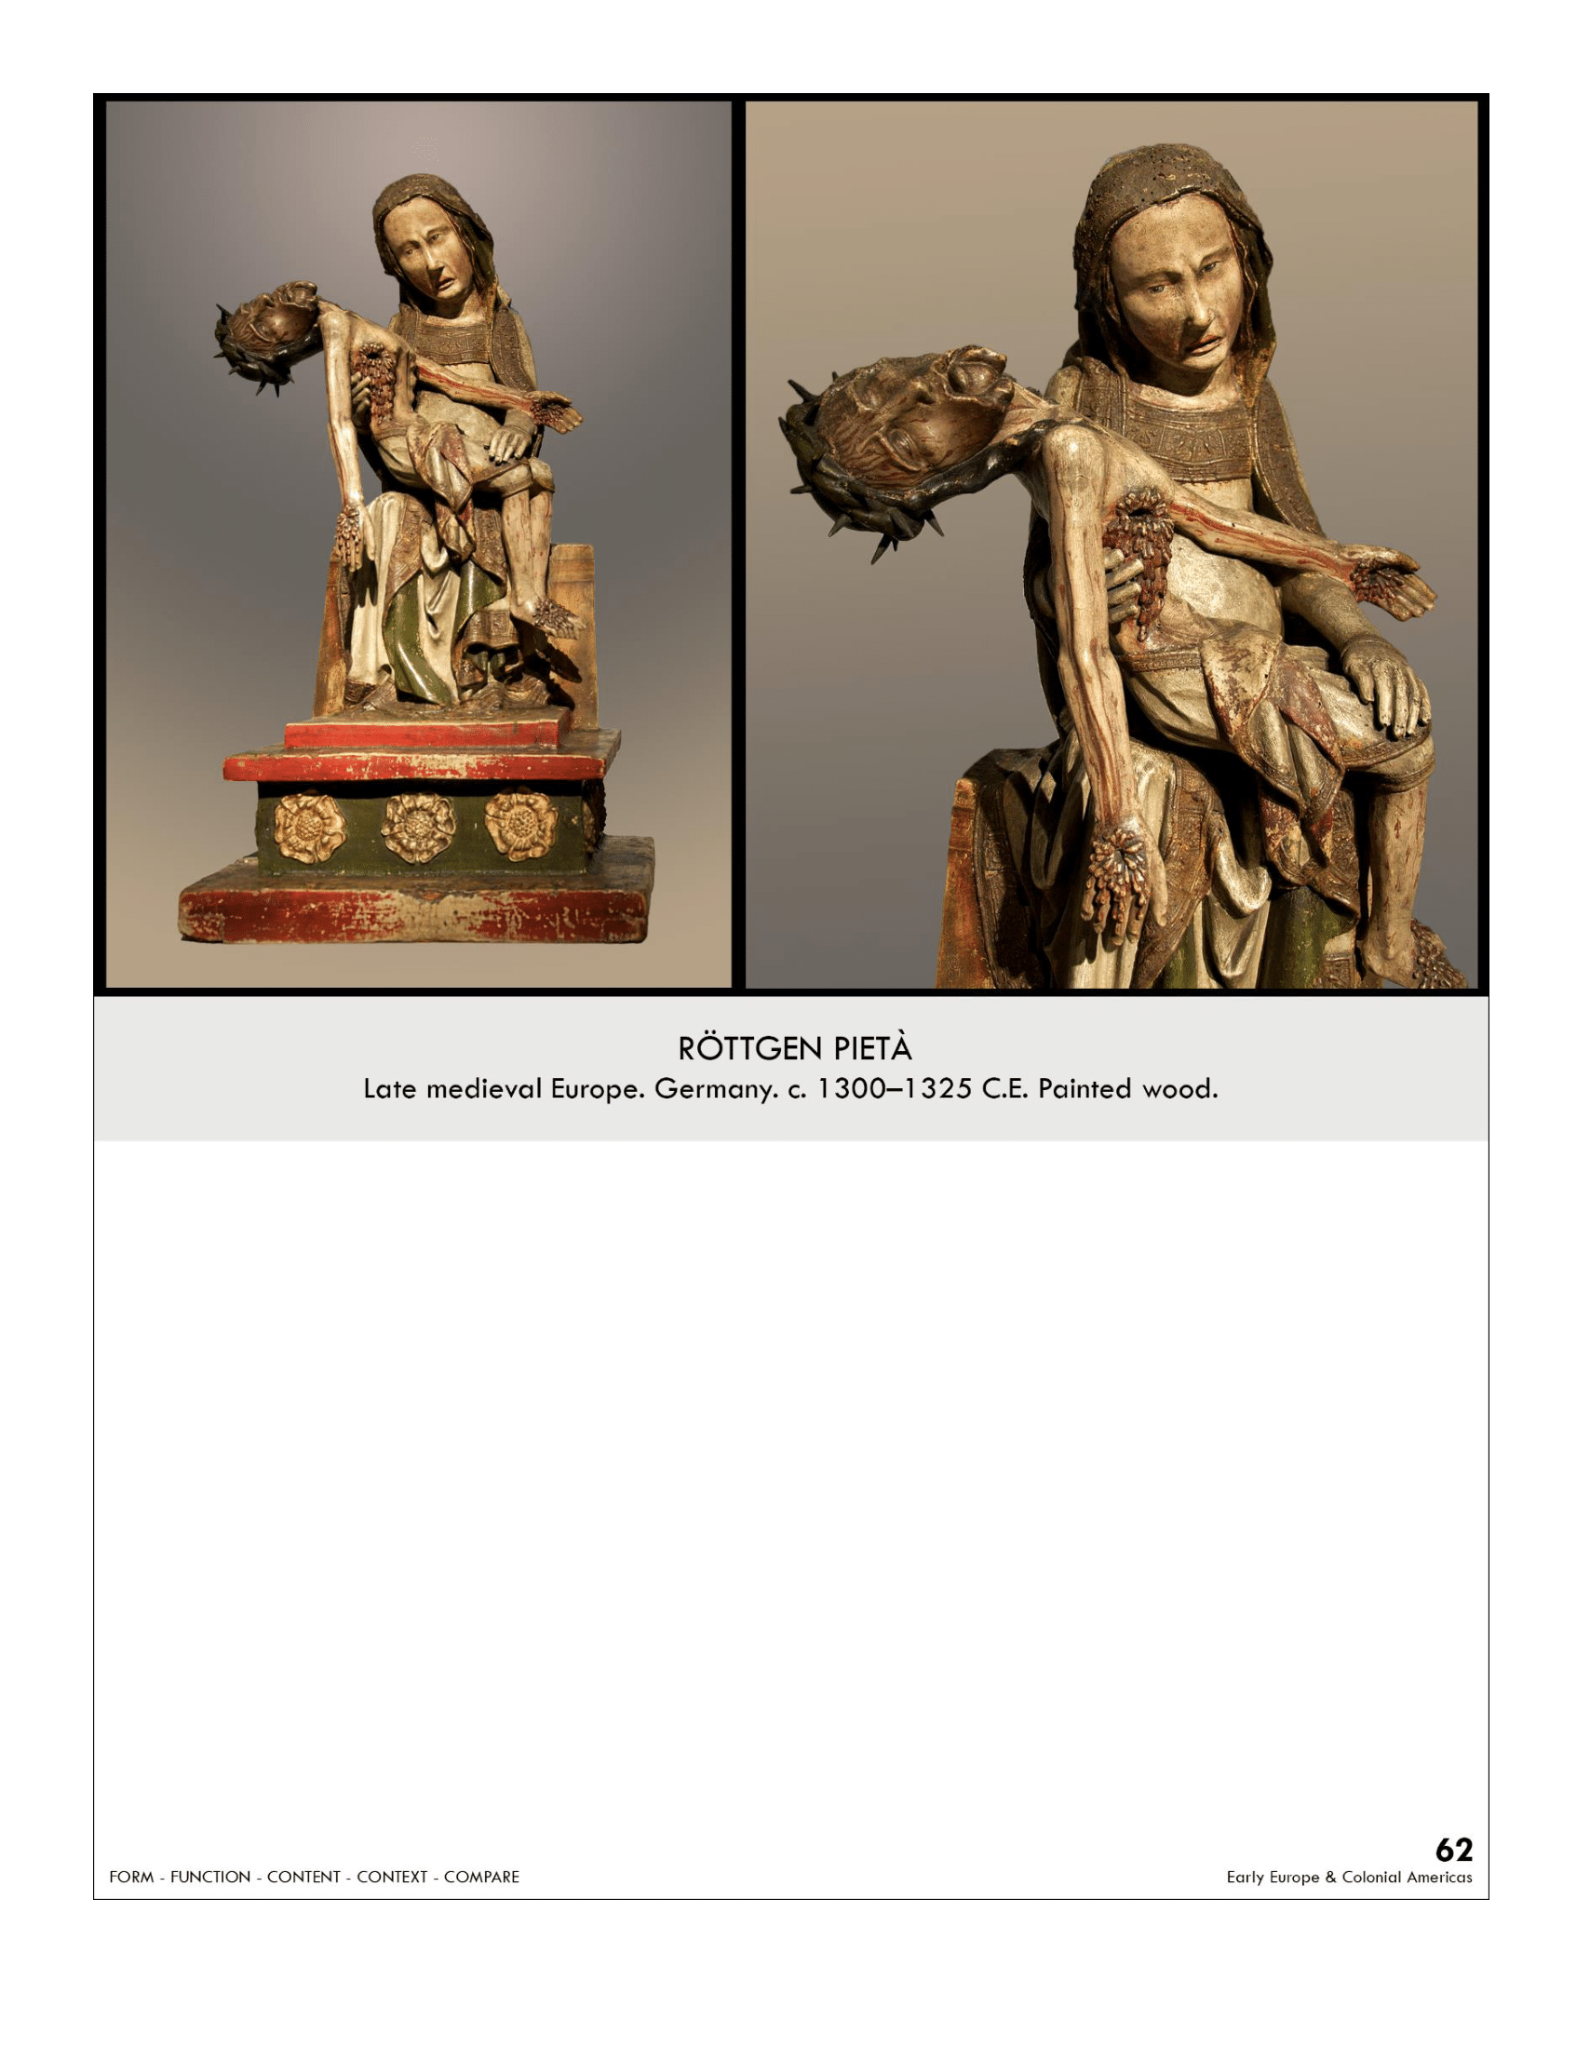 RÖTTGEN PIETÀ
Late medieval Europe. Germany. c. 1300–1325 C.E. Painted wood.
62
FORM - FUNCTION - CONTENT - CONTEXT - COMPARE
Early Europe & Colonial Americas